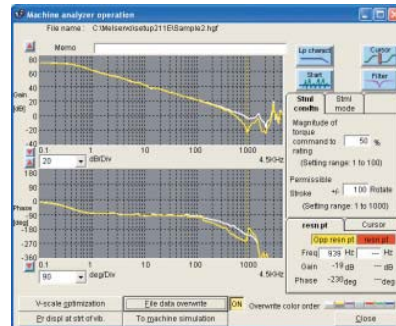 Machine analyzer operation
File name : C:\Melservo\setup211E\Sample2.hgf
Memo
Lp charact
Cursor
Start
Filter
80
60
Gain
40
[dB]
20
0
-20
-40
0.1
1
10
100
1000
4.5KHz
20
dB/Div
Stml condtn
Stml mode
Magnitude of
torque
command to 50 %
rating
(Setting range: 1 to 100)
Permissible
Stroke +/- 100 Rotate
(Setting range: 1 to 1000)
180
90
Phase
0
[deg]
-90
-180
-270
-360
0.1
1
10
100
1000
4.5KHz
90
deg/Div
resn pt
Cursor
Opp resn pt
resn pt
Freq 939 Hz --- Hz
Gain -19 dB --- dB
Phase -230 deg --- deg
V-scale optimization
File data overwrite
ON
Overwrite color order
Pr displ at strt of vib.
To machine simulation
Close